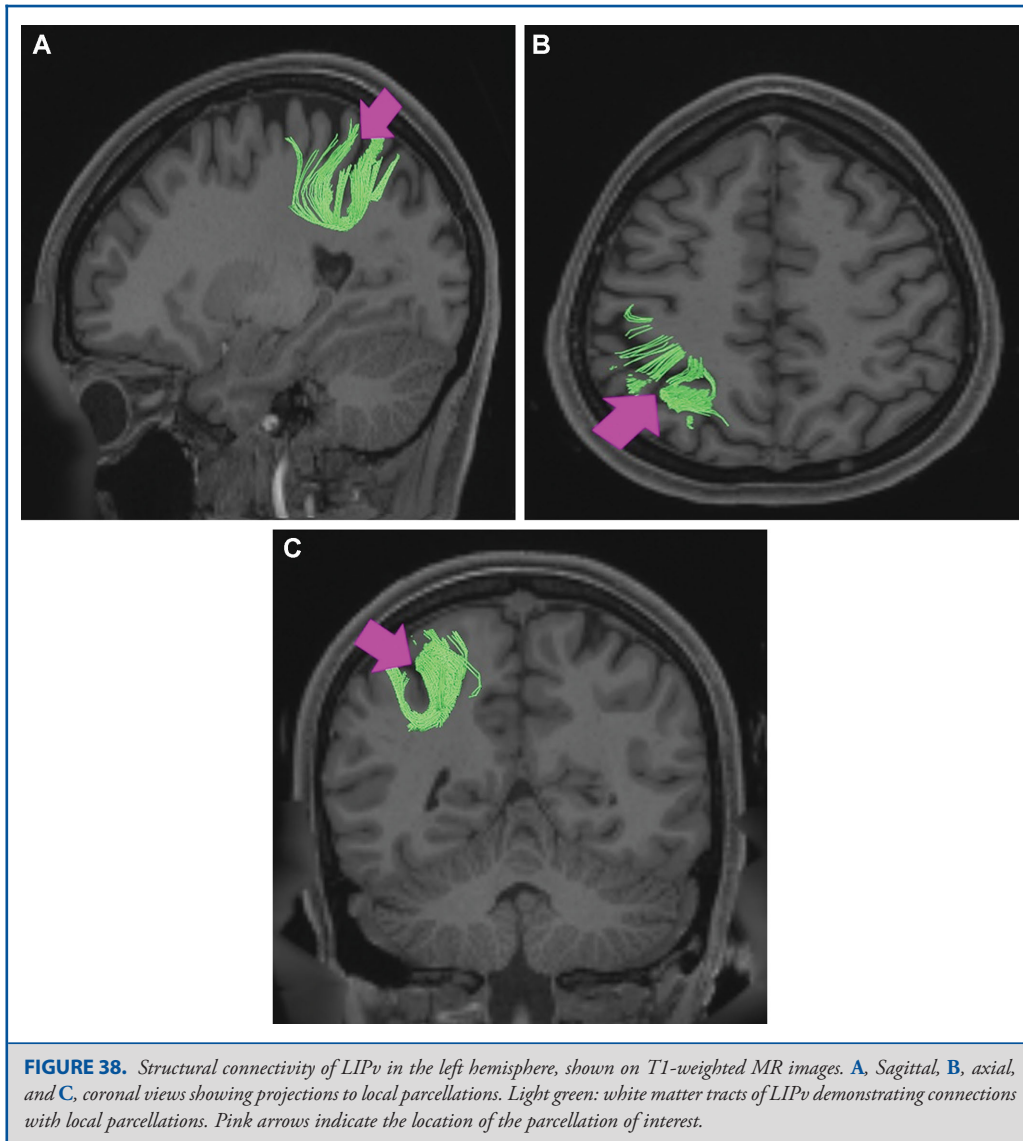 A
B
C
FIGURE 38. Structural connectivity of LIPv in the left hemisphere, shown on T1-weighted MR images. A, Sagittal, B, axial,
and C, coronal views showing projections to local parcellations. Light green: white matter tracts of LIPv demonstrating connections
with local parcellations. Pink arrows indicate the location of the parcellation of interest.